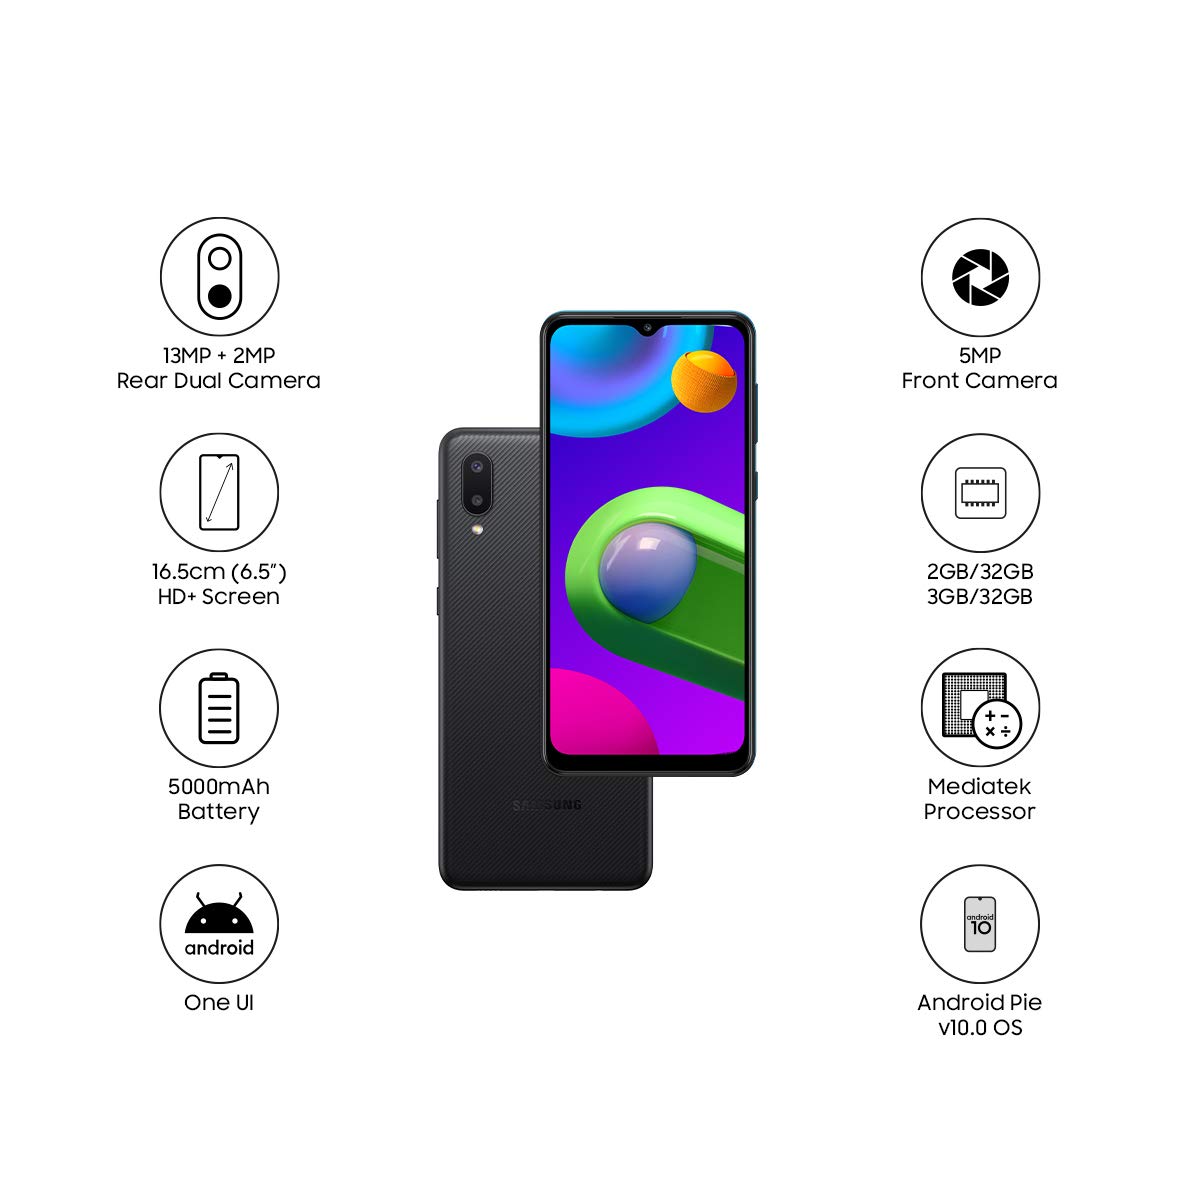 13MP + 2MP
Rear Dual Camera
16.5cm (6.5”)
HD+ Screen
5000mAh
Battery
android
One UI
SAMSUNG
5MP
Front Camera
2GB/32GB
3GB/32GB
Mediatek
Processor
android
10
Android Pie
v10.0 OS